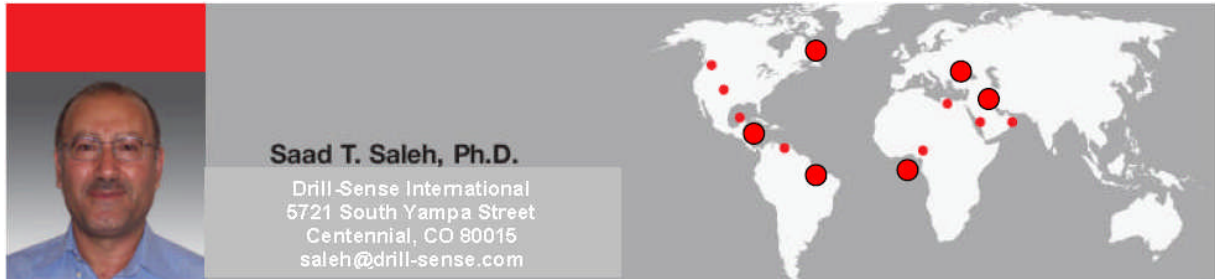 Saad T. Saleh, Ph.D.
Drill-Sense International
5721 South Yampa Street
Centennial, CO 80015
saleh@drill-sense.com